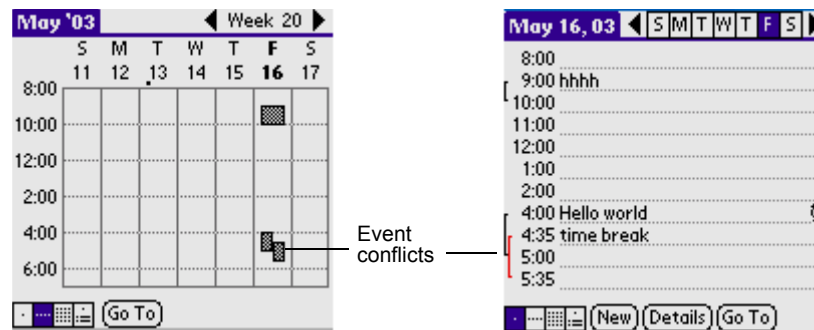 May '03 Week 20
S M T W T F S
11 12 13 14 15 16 17
8:00
10:00
12:00
2:00
4:00
6:00
Go To
Event
conflicts
May 16, 03 S M T W T F S
8:00
9:00 hhhh
10:00
11:00
12:00
1:00
2:00
4:00 Hello world
4:35 time break
5:00
5:35
New Details Go To